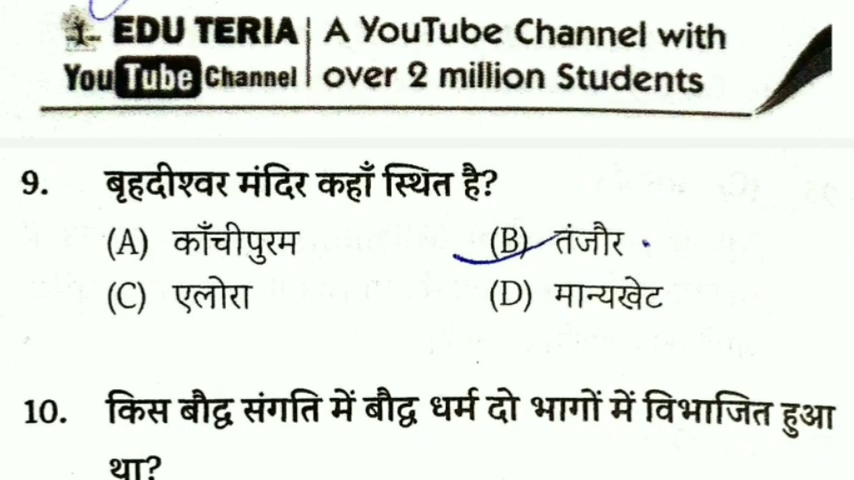 EDU TERIA A YouTube Channel with
YouTube Channel over 2 million Students
9. बृहदीश्वर मंदिर कहाँ स्थित है?
(A) काँचीपुरम (B) तंजौर
(C) एलोरा (D) मान्यखेट
10. किस बौद्ध संगति में बौद्ध धर्म दो भागों में विभाजित हुआ
था?